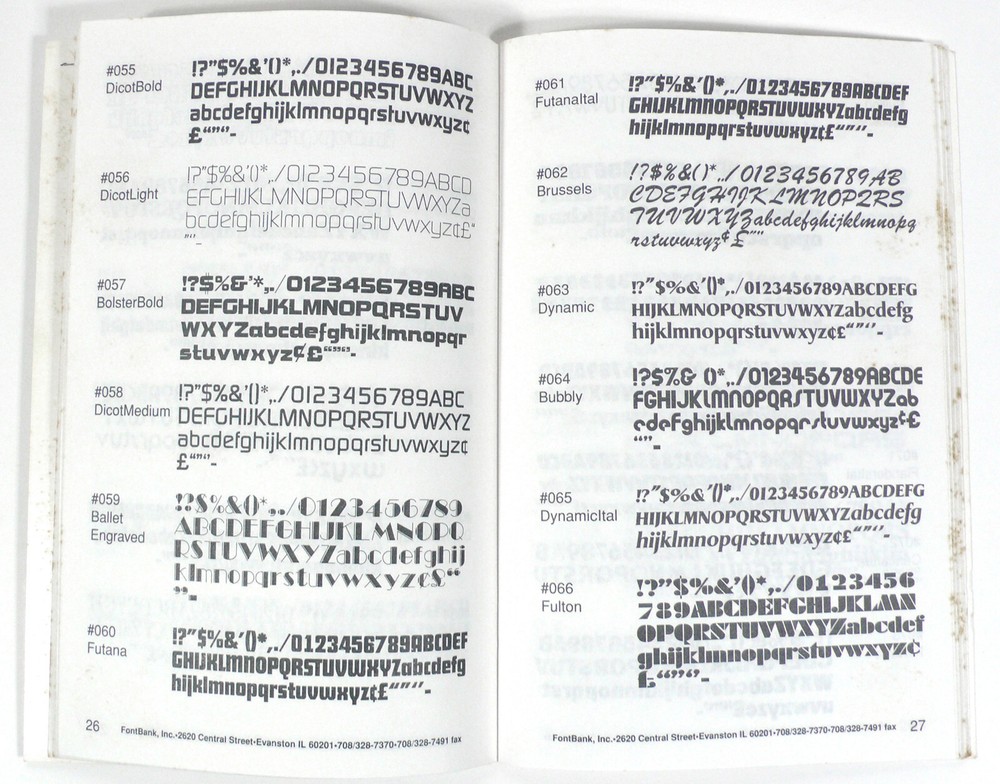 #055
DicotBold
!?"$%&'()*,./0123456789ABC
DEFGHIJKLMNOPQRSTUVWXYZ
abcdefghijklmnopqrstuvwxyz¢
£“”‘’-
#056
DicotLight
!?"$%&'()*,./0123456789ABCD
EFGHIJKLMNOPQRSTUVWXYZa
bcdefghijklmnopqrstuvwxyz¢£“
”‘’-
#057
BolsterBold
!?$%&'*,./0123456789ABC
DEFGHIJKLMNOPQRSTUV
WXYZabcdefghijklmnopqr
stuvwxyz¢£“”‘’-
#058
DicotMedium
!?"$%&'()*,./0123456789ABC
DEFGHIJKLMNOPQRSTUVWXYZ
abcdefghijklmnopqrstuvwxyz¢
£“”‘’-
#059
Ballet
Engraved
!?$%&()*,./0123456789
ABCDEFGHIJKLMNOPQ
RSTUVWXYZabcdefghij
klmnopqrstuvwxyz¢£“
”-
#060
Futana
!?"$%&'()*,./0123456789ABCDEF
GHIJKLMNOPQRSTUVWXYZabcdefg
hijklmnopqrstuvwxyz¢£“”‘’-
26
FontBank, Inc.•2620 Central Street•Evanston IL 60201•708/328-7370•708/328-7491 fax
#061
FutanaItal
!?"$%&'()*,./0123456789ABCDEF
GHIJKLMNOPQRSTUVWXYZabcdefg
hijklmnopqrstuvwxyz¢£“”‘’-
#062
Brussels
!?$%&()*,./0123456789AB
CDEFGHIJKLMNOPQRS
TUVWXYZabcdefghijklmnopq
rstuvwxyz¢£“”
#063
Dynamic
!?"$%&'()*,./0123456789ABCDEFG
HIJKLMNOPQRSTUVWXYZabcdefg
hijklmnopqrstuvwxyz¢£“”‘’-
#064
Bubbly
!?$%&()*,./0123456789ABCDE
FGHIJKLMNOPQRSTUVWXYZab
cdefghijklmnopqrstuvwxyz¢£
“”-
#065
DynamicItal
!?"$%&'()*,./0123456789ABCDEFG
HIJKLMNOPQRSTUVWXYZabcdefg
hijklmnopqrstuvwxyz¢£“”‘’-
#066
Fulton
!?"$%&'()*,./0123456
789ABCDEFGHIJKLMN
OPQRSTUVWXYZabcdef
ghijklmnopqrstuvwxyz¢
£“”‘’-
FontBank, Inc.•2620 Central Street•Evanston IL 60201•708/328-7370•708/328-7491 fax
27